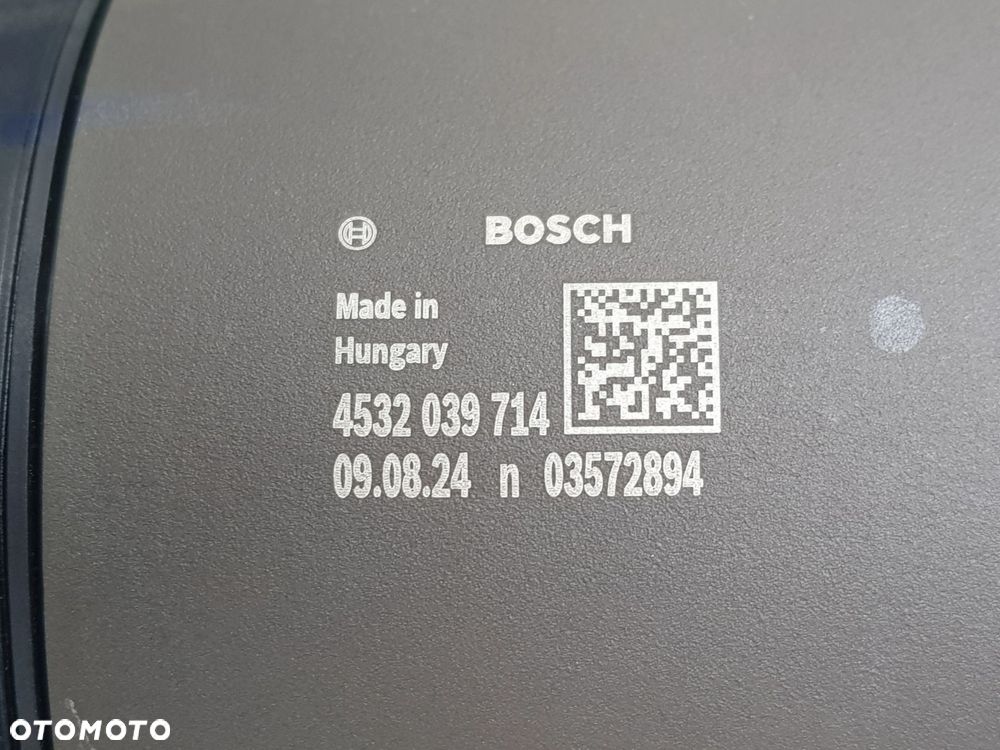 BOSCH
Made in
Hungary
4532 039 714
09.08.24 n 03572894
OTOMOTO